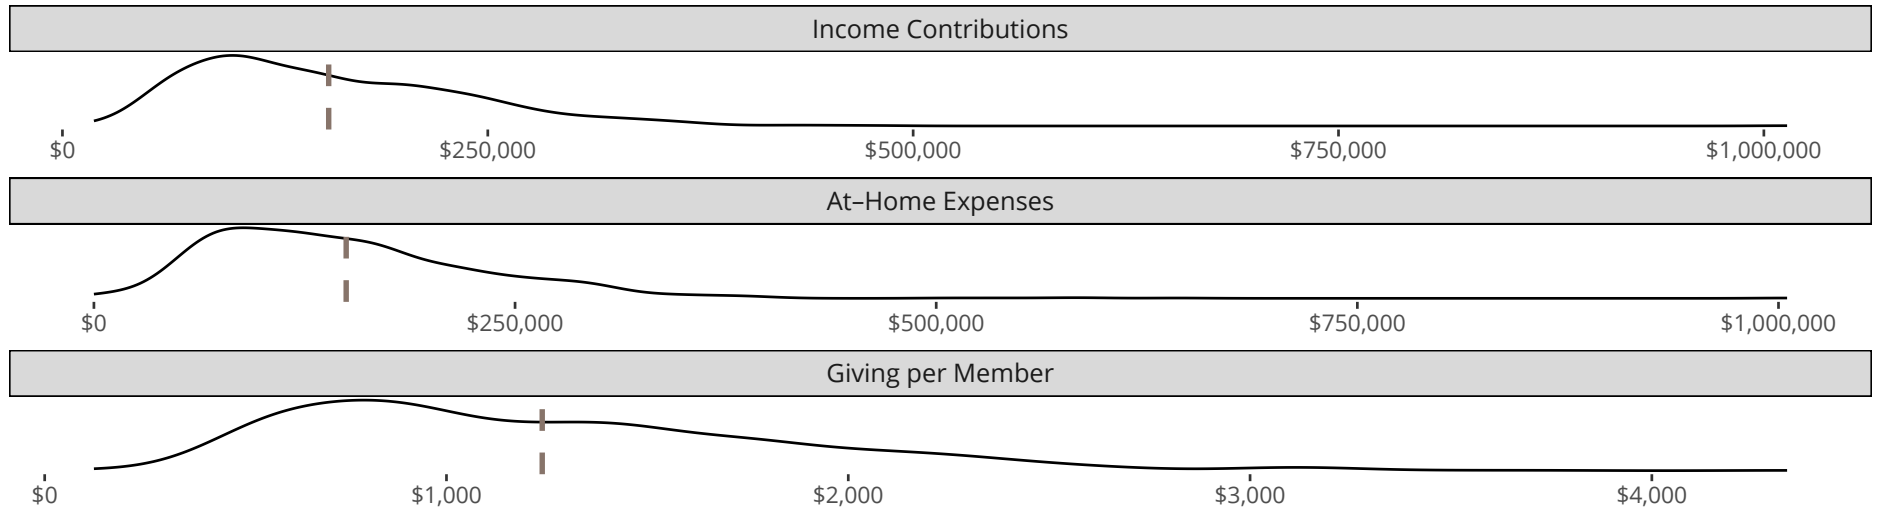 Income Contributions
$0 $250,000 $500,000 $750,000 $1,000,000
At–Home Expenses
$0 $250,000 $500,000 $750,000 $1,000,000
Giving per Member
$0 $1,000 $2,000 $3,000 $4,000